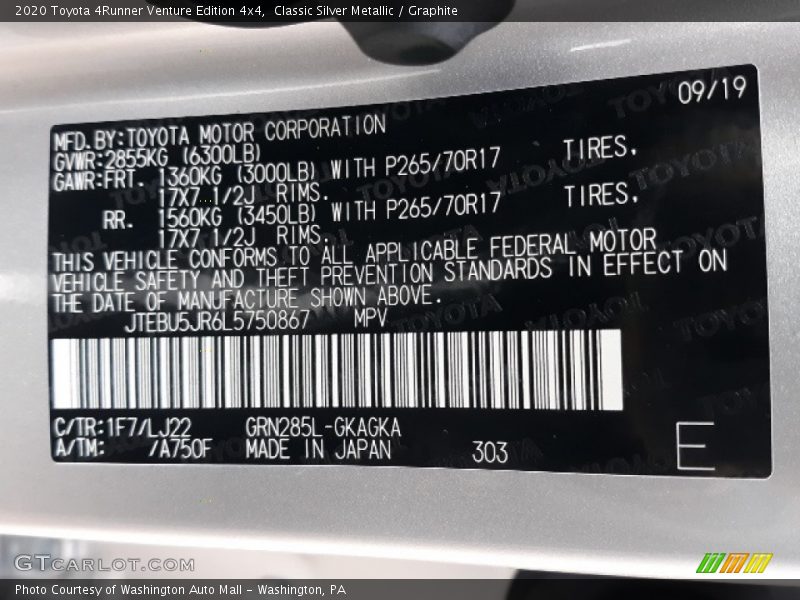 2020 Toyota 4Runner Venture Edition 4x4, Classic Silver Metallic / Graphite
09/19
MFD.BY:TOYOTA MOTOR CORPORATION
GVWR:2855KG (6300LB)
GAWR:FRT. 1360KG (3000LB) WITH P265/70R17 TIRES,
17X7 1/2J RIMS.
RR. 1560KG (3450LB) WITH P265/70R17 TIRES,
17X7 1/2J RIMS.
THIS VEHICLE CONFORMS TO ALL APPLICABLE FEDERAL MOTOR
VEHICLE SAFETY AND THEFT PREVENTION STANDARDS IN EFFECT ON
THE DATE OF MANUFACTURE SHOWN ABOVE.
JTEBU5JR6L5750867 MPV
C/TR:1F7/LJ22 GRN285L-GKAGKA
A/TM: /A750F MADE IN JAPAN 303
E
GTCARLOT.COM
Photo Courtesy of Washington Auto Mall - Washington, PA